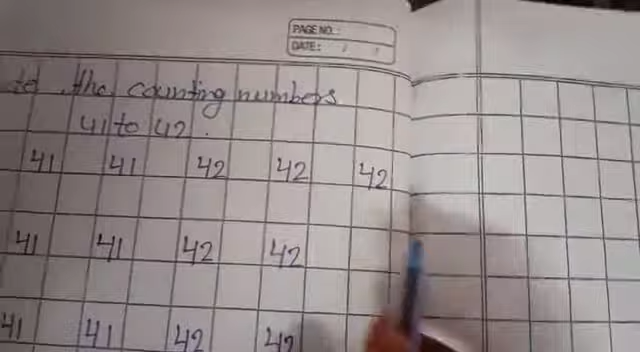 PAGE NO.:
DATE: / /
to the counting numbers
41 to 42.
41 41 42 42 42
41 41 42 42
41 41 42 42